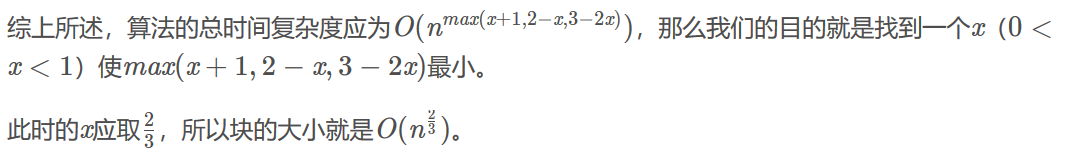 综上所述，算法的总时间复杂度应为O(n^{max(x+1,2-x,3-2x)})，那么我们的目的就是找到一个x（0 <
x < 1）使max(x + 1, 2 - x, 3 - 2x)最小。
此时的x应取\frac{2}{3}，所以块的大小就是O(n^{\frac{2}{3}})。